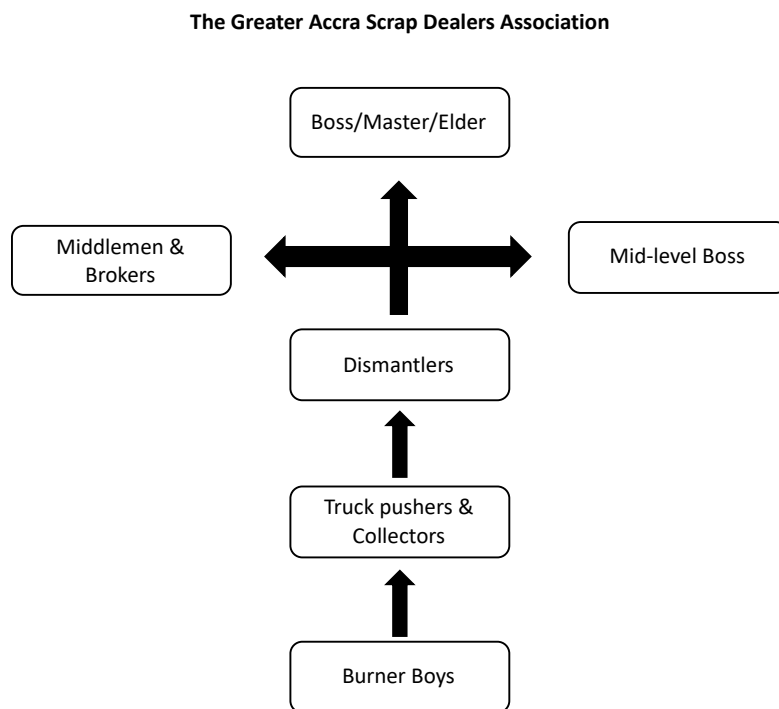 The Greater Accra Scrap Dealers Association
Boss/Master/Elder
Middlemen &
Brokers
Mid-level Boss
Dismantlers
Truck pushers &
Collectors
Burner Boys